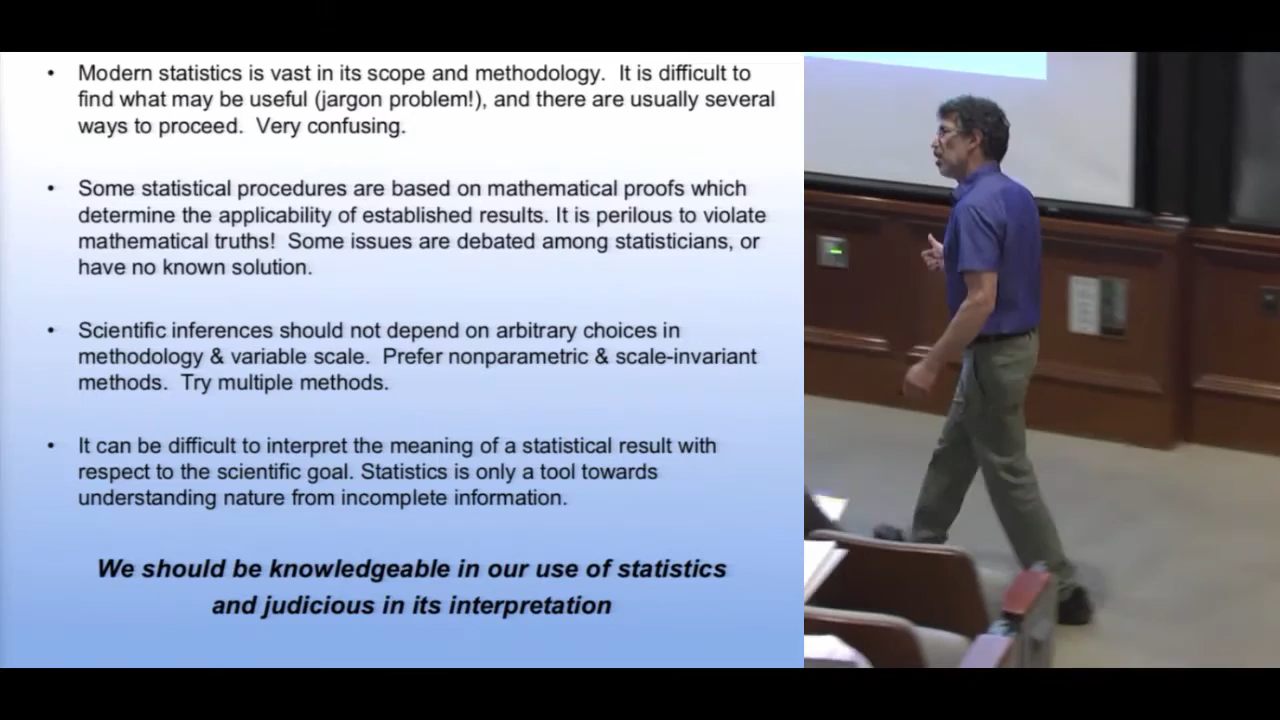 • Modern statistics is vast in its scope and methodology. It is difficult to
find what may be useful (jargon problem!), and there are usually several
ways to proceed. Very confusing.
• Some statistical procedures are based on mathematical proofs which
determine the applicability of established results. It is perilous to violate
mathematical truths! Some issues are debated among statisticians, or
have no known solution.
• Scientific inferences should not depend on arbitrary choices in
methodology & variable scale. Prefer nonparametric & scale-invariant
methods. Try multiple methods.
• It can be difficult to interpret the meaning of a statistical result with
respect to the scientific goal. Statistics is only a tool towards
understanding nature from incomplete information.
We should be knowledgeable in our use of statistics
and judicious in its interpretation